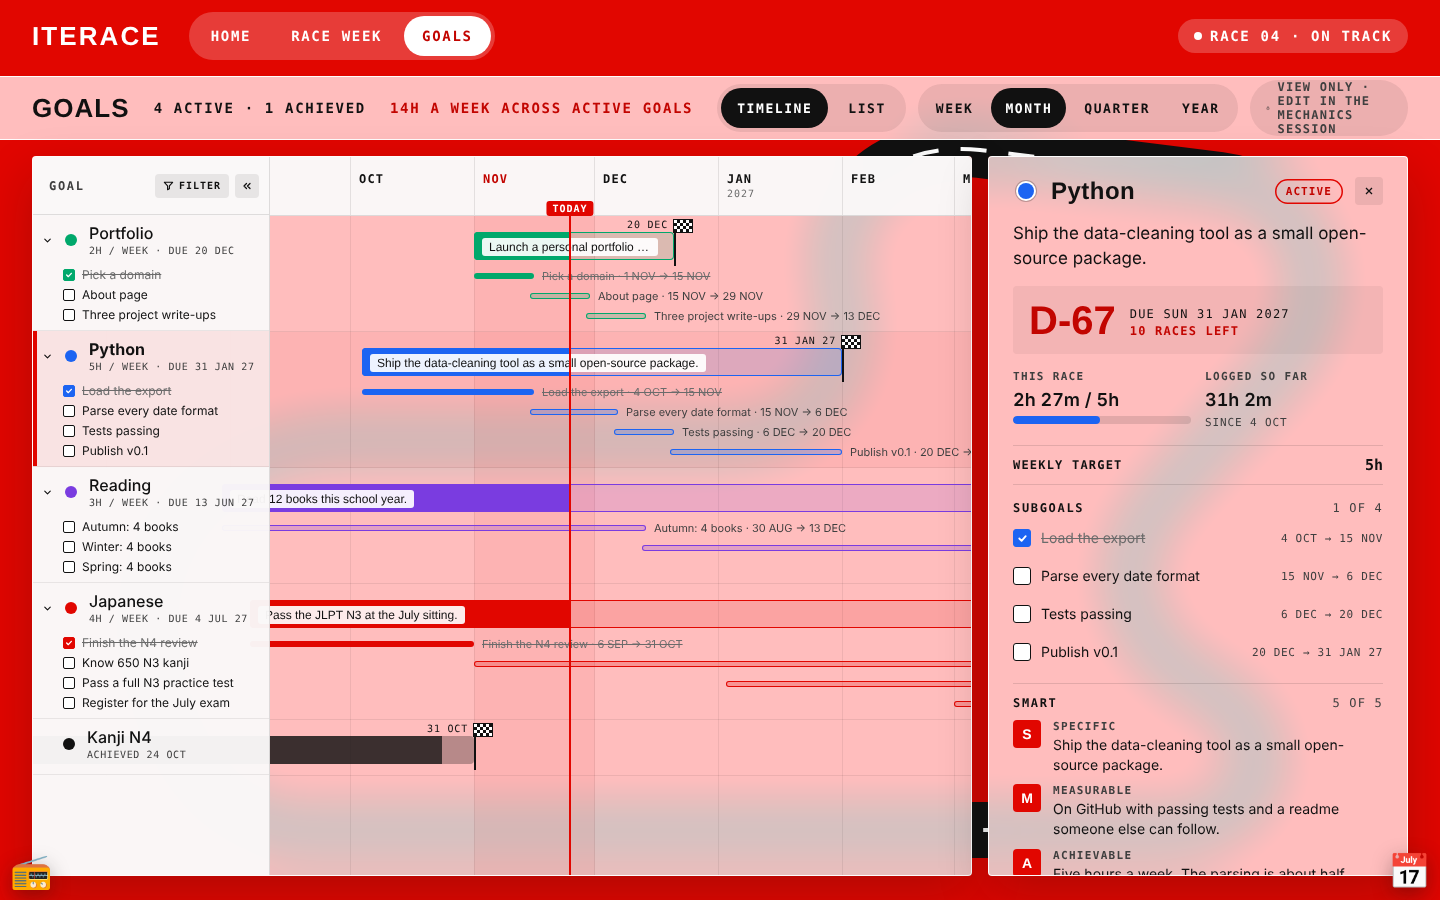 ITERACE
HOME
RACE WEEK
GOALS
RACE 04 · ON TRACK
GOALS
4 ACTIVE · 1 ACHIEVED
14H A WEEK ACROSS ACTIVE GOALS
TIMELINE
LIST
WEEK
MONTH
QUARTER
YEAR
VIEW ONLY ·
EDIT IN THE
MECHANICS
SESSION
GOAL
FILTER
«
OCT
NOV
DEC
JAN
2027
FEB
M
TODAY
Portfolio
2H / WEEK · DUE 20 DEC
Pick a domain
About page
Three project write-ups
20 DEC
Launch a personal portfolio …
Pick a domain · 1 NOV → 15 NOV
About page · 15 NOV → 29 NOV
Three project write-ups · 29 NOV → 13 DEC
Python
5H / WEEK · DUE 31 JAN 27
Load the export
Parse every date format
Tests passing
Publish v0.1
31 JAN 27
Ship the data-cleaning tool as a small open-source package.
Load the export · 4 OCT → 15 NOV
Parse every date format · 15 NOV → 6 DEC
Tests passing · 6 DEC → 20 DEC
Publish v0.1 · 20 DEC →
Reading
3H / WEEK · DUE 13 JUN 27
Autumn: 4 books
Winter: 4 books
Spring: 4 books
12 books this school year.
Autumn: 4 books · 30 AUG → 13 DEC
Japanese
4H / WEEK · DUE 4 JUL 27
Finish the N4 review
Know 650 N3 kanji
Pass a full N3 practice test
Register for the July exam
Pass the JLPT N3 at the July sitting.
Finish the N4 review · 6 SEP → 31 OCT
Kanji N4
ACHIEVED 24 OCT
31 OCT
Python
ACTIVE
×
Ship the data-cleaning tool as a small open-
source package.
D-67
DUE SUN 31 JAN 2027
10 RACES LEFT
THIS RACE
2h 27m / 5h
LOGGED SO FAR
31h 2m
SINCE 4 OCT
WEEKLY TARGET
5h
SUBGOALS
1 OF 4
Load the export
4 OCT → 15 NOV
Parse every date format
15 NOV → 6 DEC
Tests passing
6 DEC → 20 DEC
Publish v0.1
20 DEC → 31 JAN 27
SMART
5 OF 5
S
SPECIFIC
Ship the data-cleaning tool as a small open-
source package.
M
MEASURABLE
On GitHub with passing tests and a readme
someone else can follow.
A
ACHIEVABLE
Five hours a week. The parsing is about half
July
17